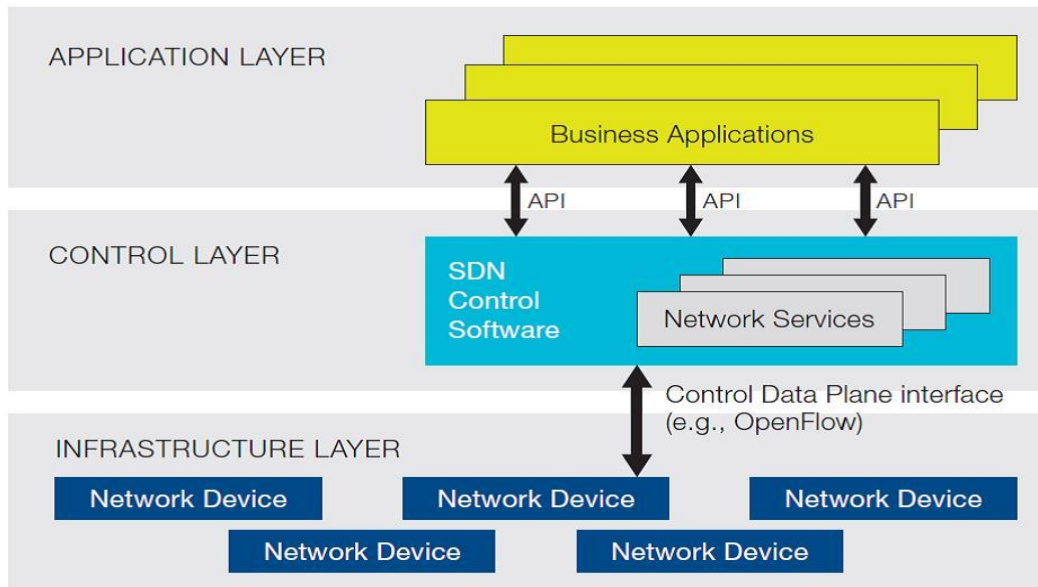 APPLICATION LAYER
Business Applications
API
API
API
CONTROL LAYER
SDN
Control
Software
Network Services
Control Data Plane interface
(e.g., OpenFlow)
INFRASTRUCTURE LAYER
Network Device
Network Device
Network Device
Network Device
Network Device